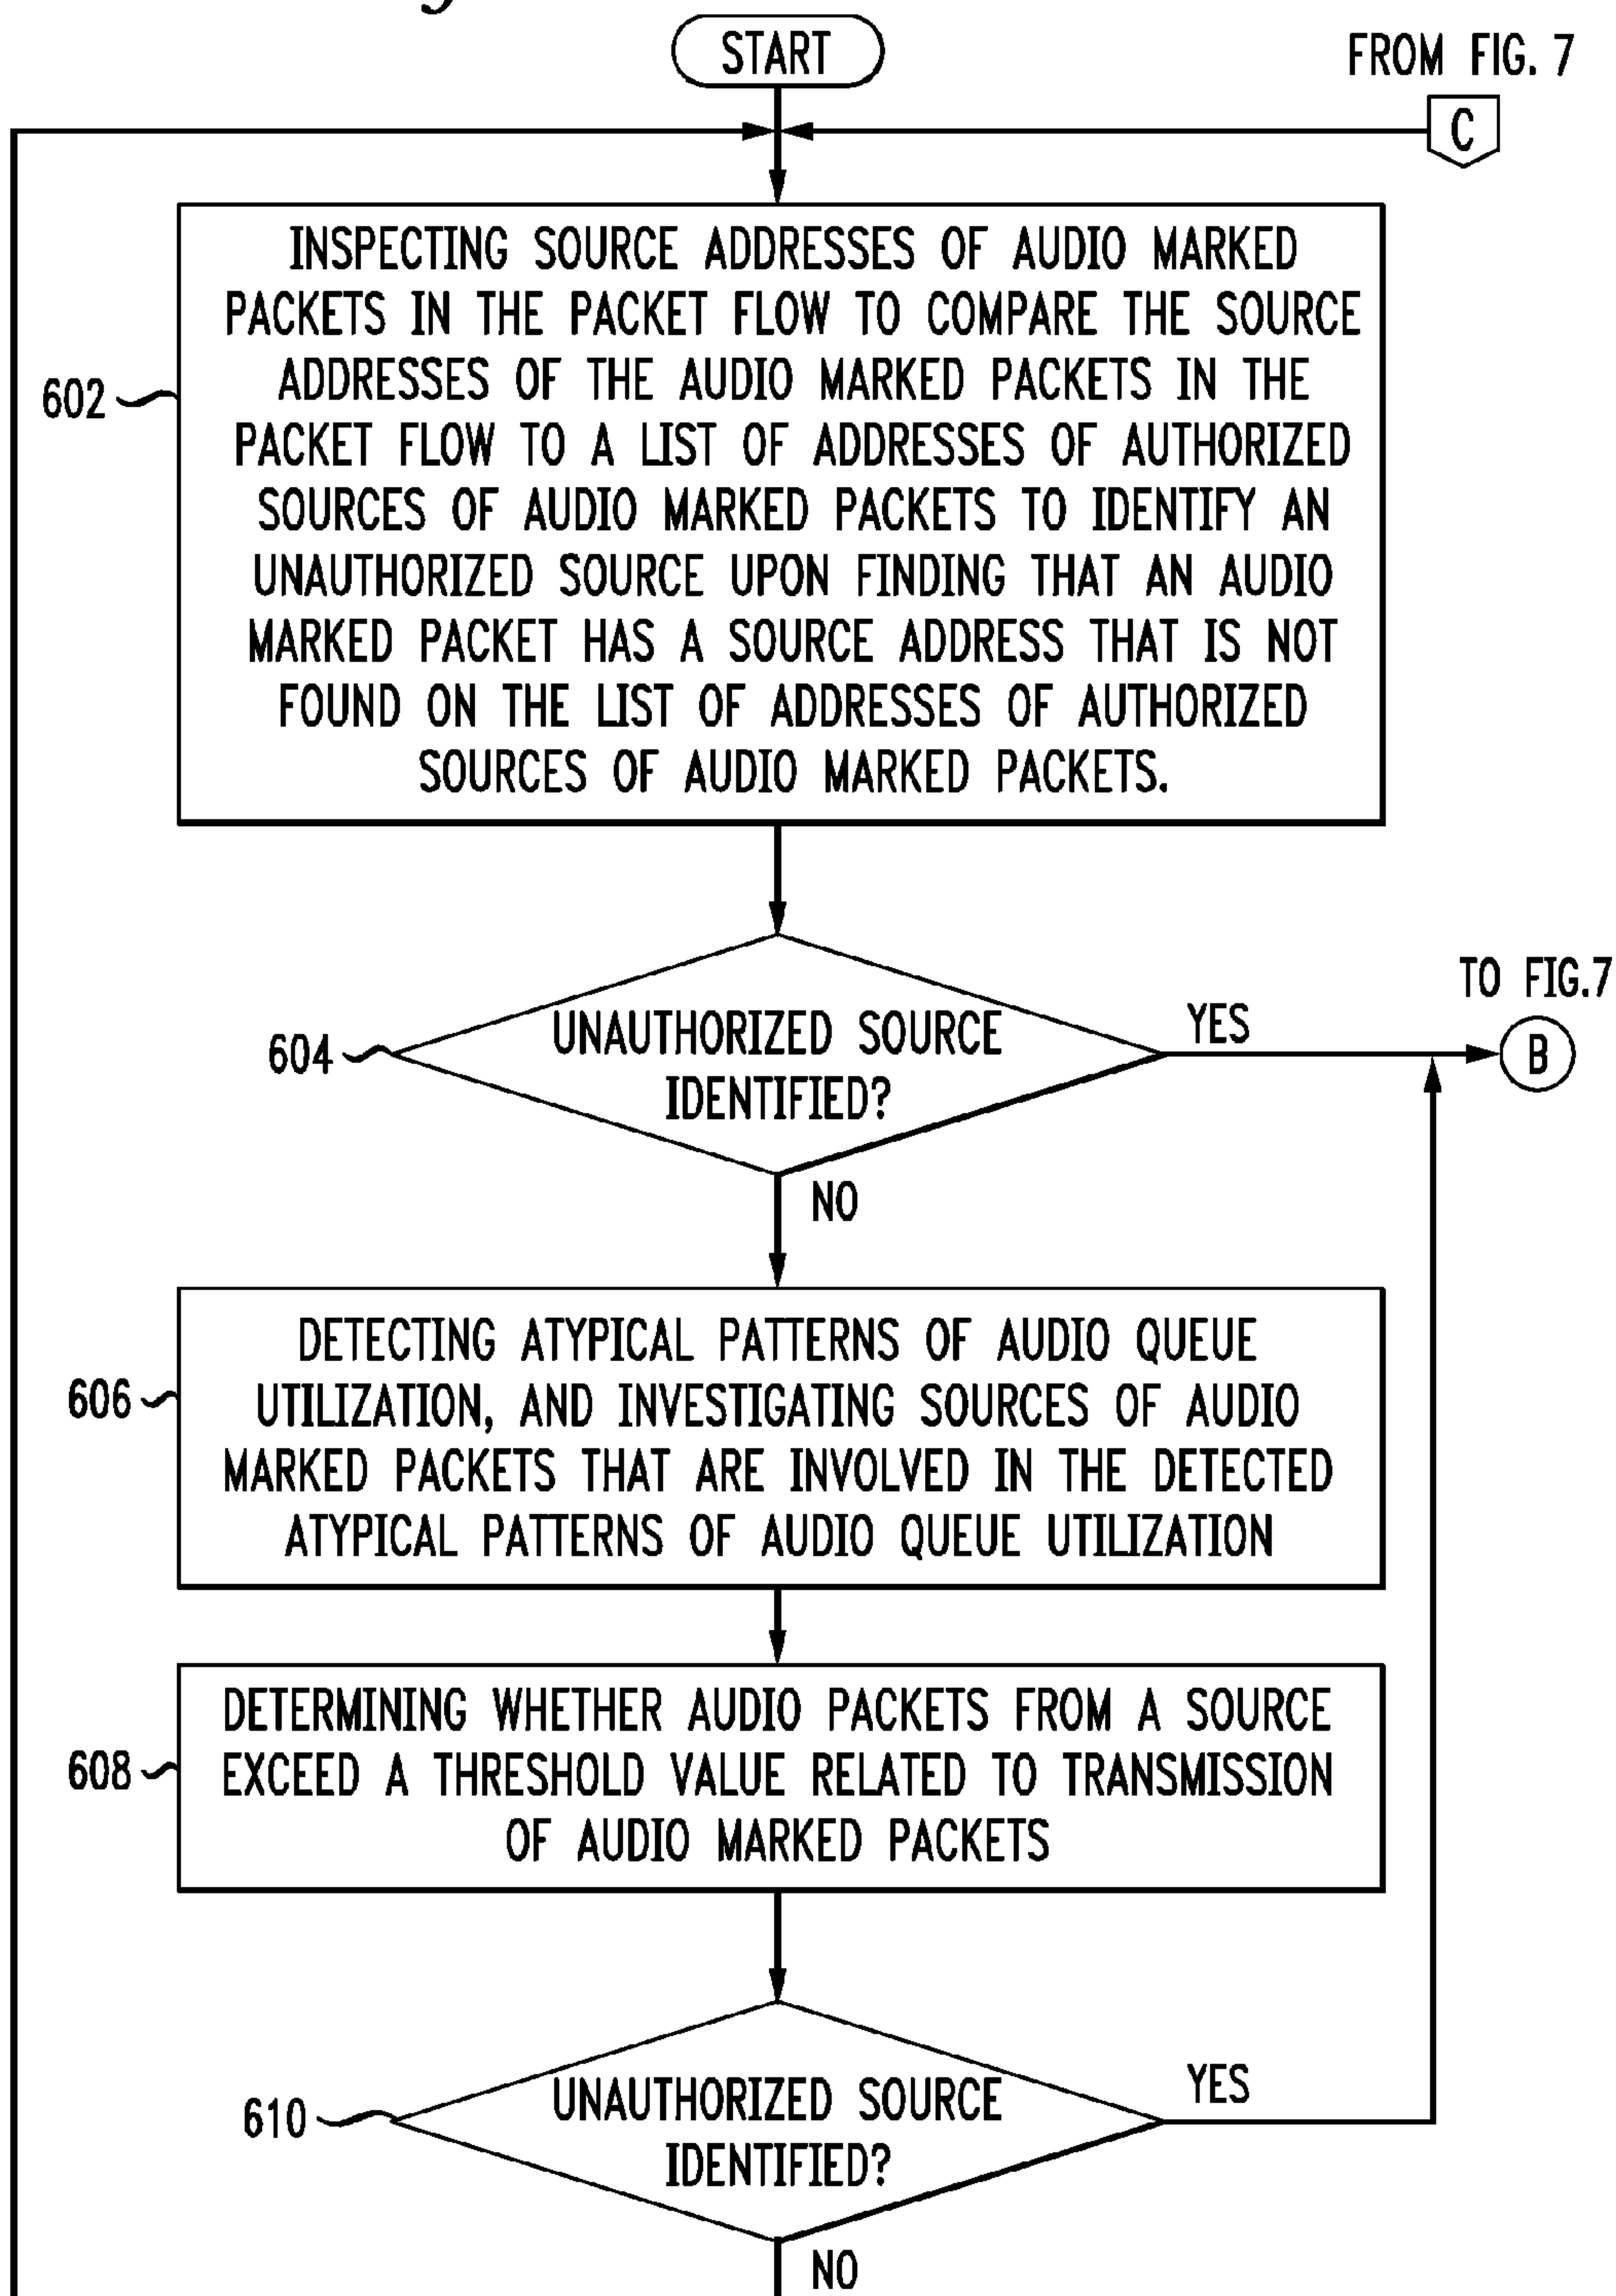 START
FROM FIG. 7
C
INSPECTING SOURCE ADDRESSES OF AUDIO MARKED
PACKETS IN THE PACKET FLOW TO COMPARE THE SOURCE
ADDRESSES OF THE AUDIO MARKED PACKETS IN THE
PACKET FLOW TO A LIST OF ADDRESSES OF AUTHORIZED
SOURCES OF AUDIO MARKED PACKETS TO IDENTIFY AN
UNAUTHORIZED SOURCE UPON FINDING THAT AN AUDIO
MARKED PACKET HAS A SOURCE ADDRESS THAT IS NOT
FOUND ON THE LIST OF ADDRESSES OF AUTHORIZED
SOURCES OF AUDIO MARKED PACKETS.
602
TO FIG.7
B
604
UNAUTHORIZED SOURCE
IDENTIFIED?
YES
NO
606
DETECTING ATYPICAL PATTERNS OF AUDIO QUEUE
UTILIZATION, AND INVESTIGATING SOURCES OF AUDIO
MARKED PACKETS THAT ARE INVOLVED IN THE DETECTED
ATYPICAL PATTERNS OF AUDIO QUEUE UTILIZATION
608
DETERMINING WHETHER AUDIO PACKETS FROM A SOURCE
EXCEED A THRESHOLD VALUE RELATED TO TRANSMISSION
OF AUDIO MARKED PACKETS
610
UNAUTHORIZED SOURCE
IDENTIFIED?
YES
NO